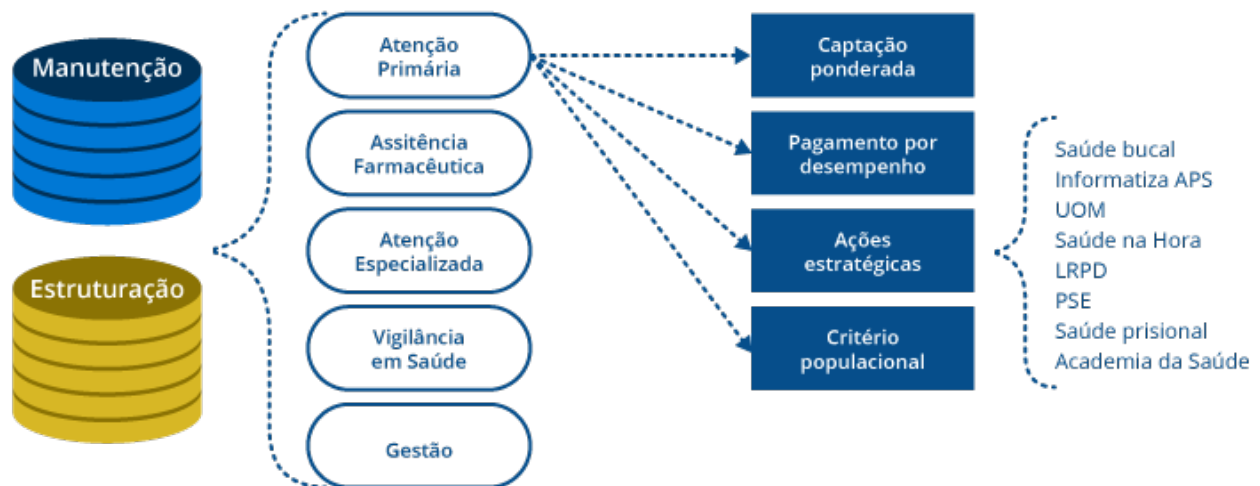 Manutenção
Estruturação
Atenção
Primária
Assitência
Farmacêutica
Atenção
Especializada
Vigilância
em Saúde
Gestão
Captação
ponderada
Pagamento por
desempenho
Ações
estratégicas
Critério
populacional
Saúde bucal
Informatiza APS
UOM
Saúde na Hora
LRPD
PSE
Saúde prisional
Academia da Saúde